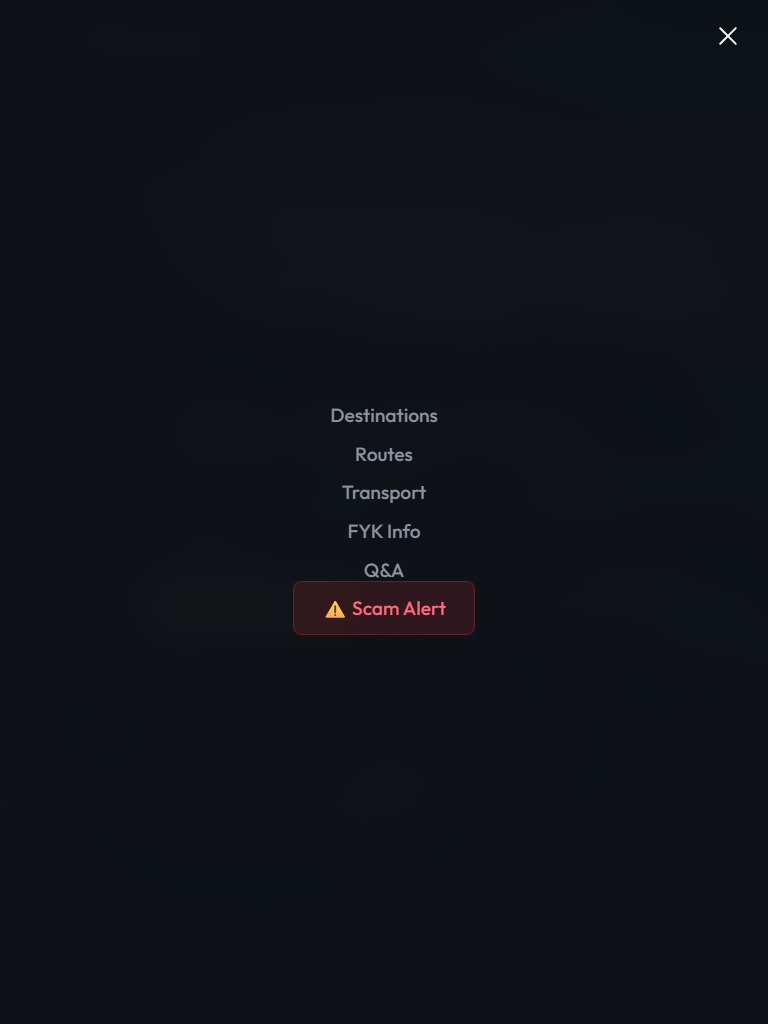 Destinations
Routes
Transport
FYK Info
Q&A
⚠️ Scam Alert